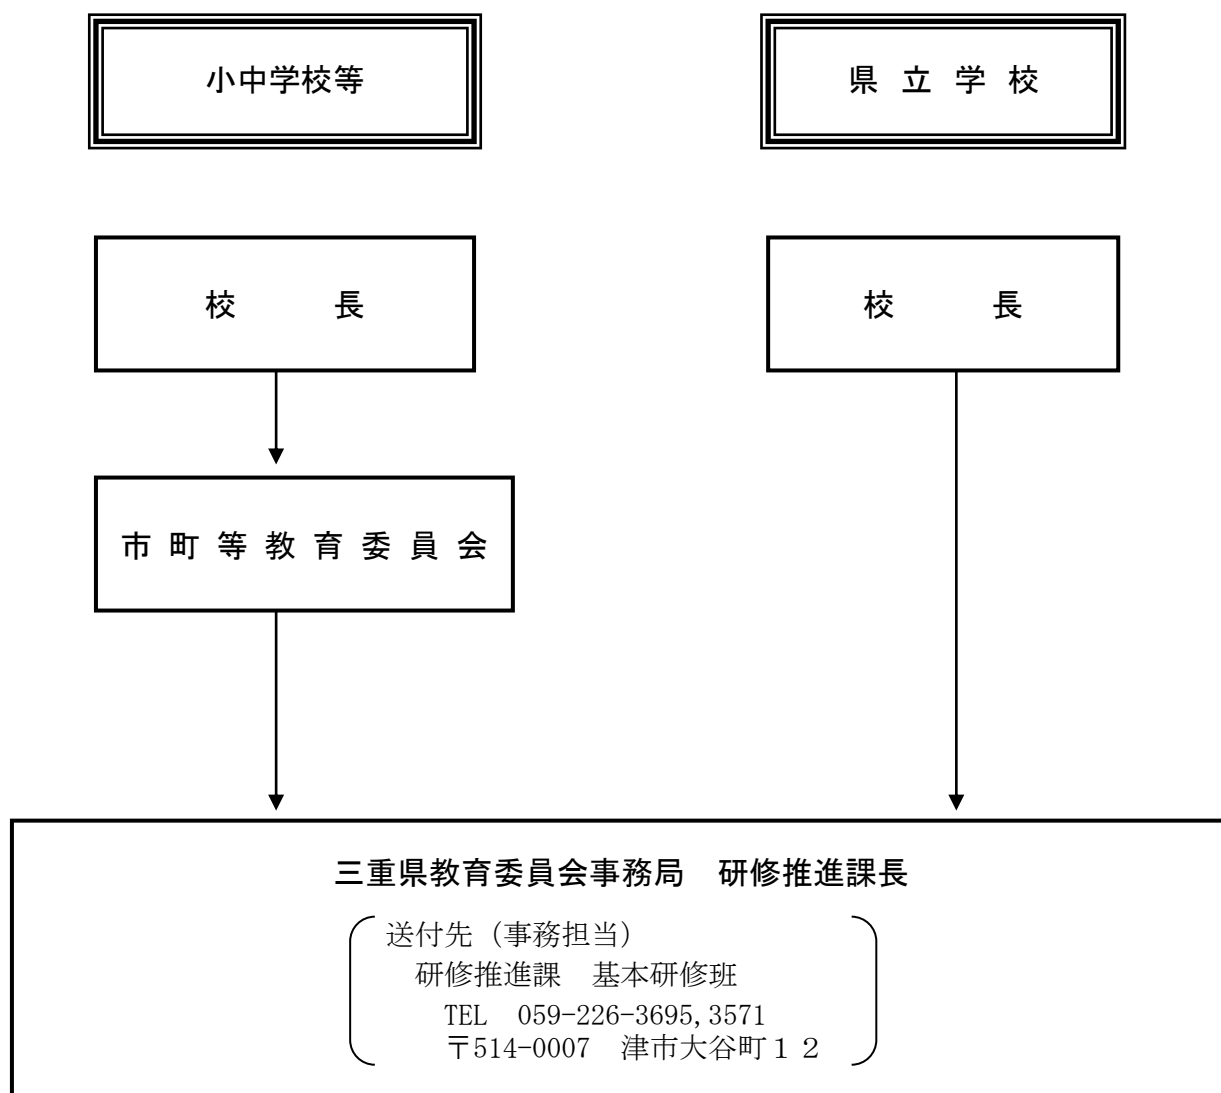 小中学校等
県 立 学 校
校　　　長
校　　　長
市 町 等 教 育 委 員 会
三重県教育委員会事務局　研修推進課長
送付先（事務担当）
研修推進課　基本研修班
TEL　059-226-3695,3571
〒514-0007　津市大谷町１２